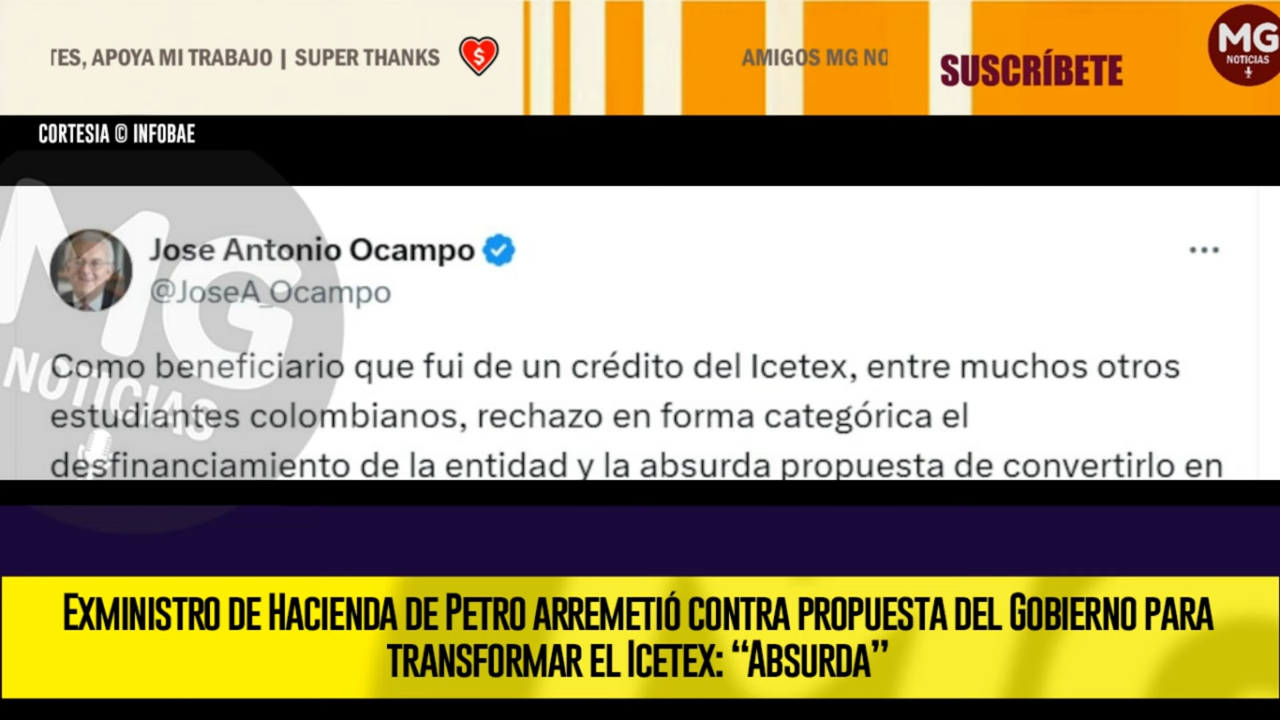 TES, APOYA MI TRABAJO | SUPER THANKS
AMIGOS MG NO
SUSCRÍBETE
MG
NOTICIAS
CORTESIA © INFOBAE
Jose Antonio Ocampo
@JoseA_Ocampo
Como beneficiario que fui de un crédito del Icetex, entre muchos otros
estudiantes colombianos, rechazo en forma categórica el
desfinanciamiento de la entidad y la absurda propuesta de convertirlo en
MG
NOTICIAS
EXMINISTRO DE HACIENDA DE PETRO ARREMETIÓ CONTRA PROPUESTA DEL GOBIERNO PARA
TRANSFORMAR EL ICETEX: “ABSURDA”